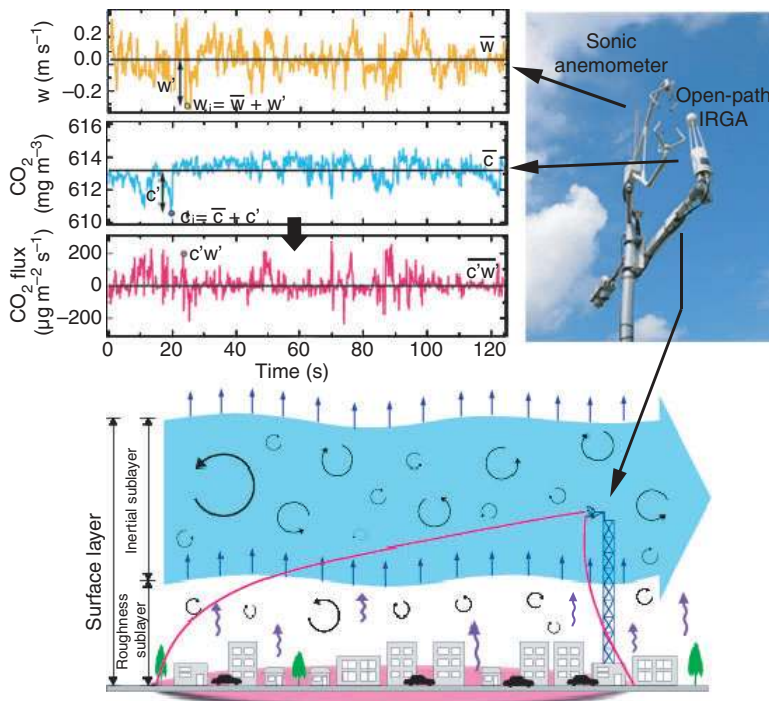 w (m s⁻¹)
0.2
0.0
−0.2
w'
wᵢ= w̅ + w'
w̅
CO₂
(mg m⁻³)
616
614
613
610
c'
cᵢ= c̅ + c'
c̅
CO₂ flux
(µg m⁻² s⁻¹)
200
0
−200
c'w'
c̅'̅w̅'̅
0 20 40 60 80 100 120
Time (s)
Sonic
anemometer
Open-path
IRGA
Surface layer
Inertial sublayer
Roughness
sublayer